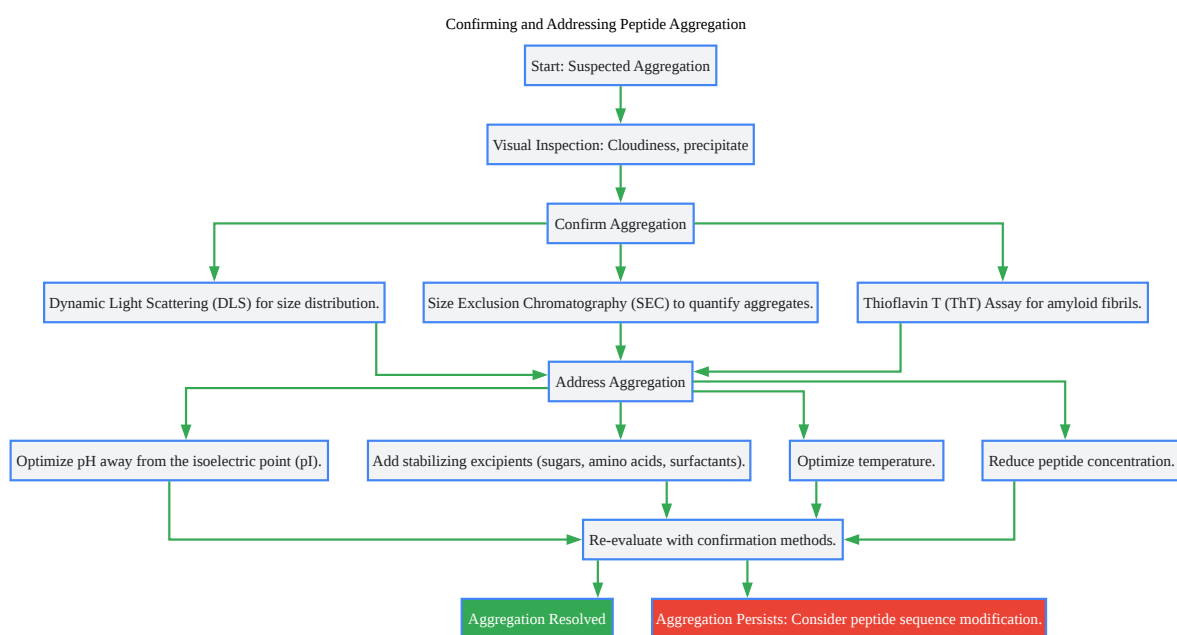 Confirming and Addressing Peptide Aggregation
Start: Suspected Aggregation
Visual Inspection: Cloudiness, precipitate
Confirm Aggregation
Dynamic Light Scattering (DLS) for size distribution.
Size Exclusion Chromatography (SEC) to quantify aggregates.
Thioflavin T (ThT) Assay for amyloid fibrils.
Address Aggregation
Optimize pH away from the isoelectric point (pI).
Add stabilizing excipients (sugars, amino acids, surfactants).
Optimize temperature.
Reduce peptide concentration.
Re-evaluate with confirmation methods.
Aggregation Resolved
Aggregation Persists: Consider peptide sequence modification.